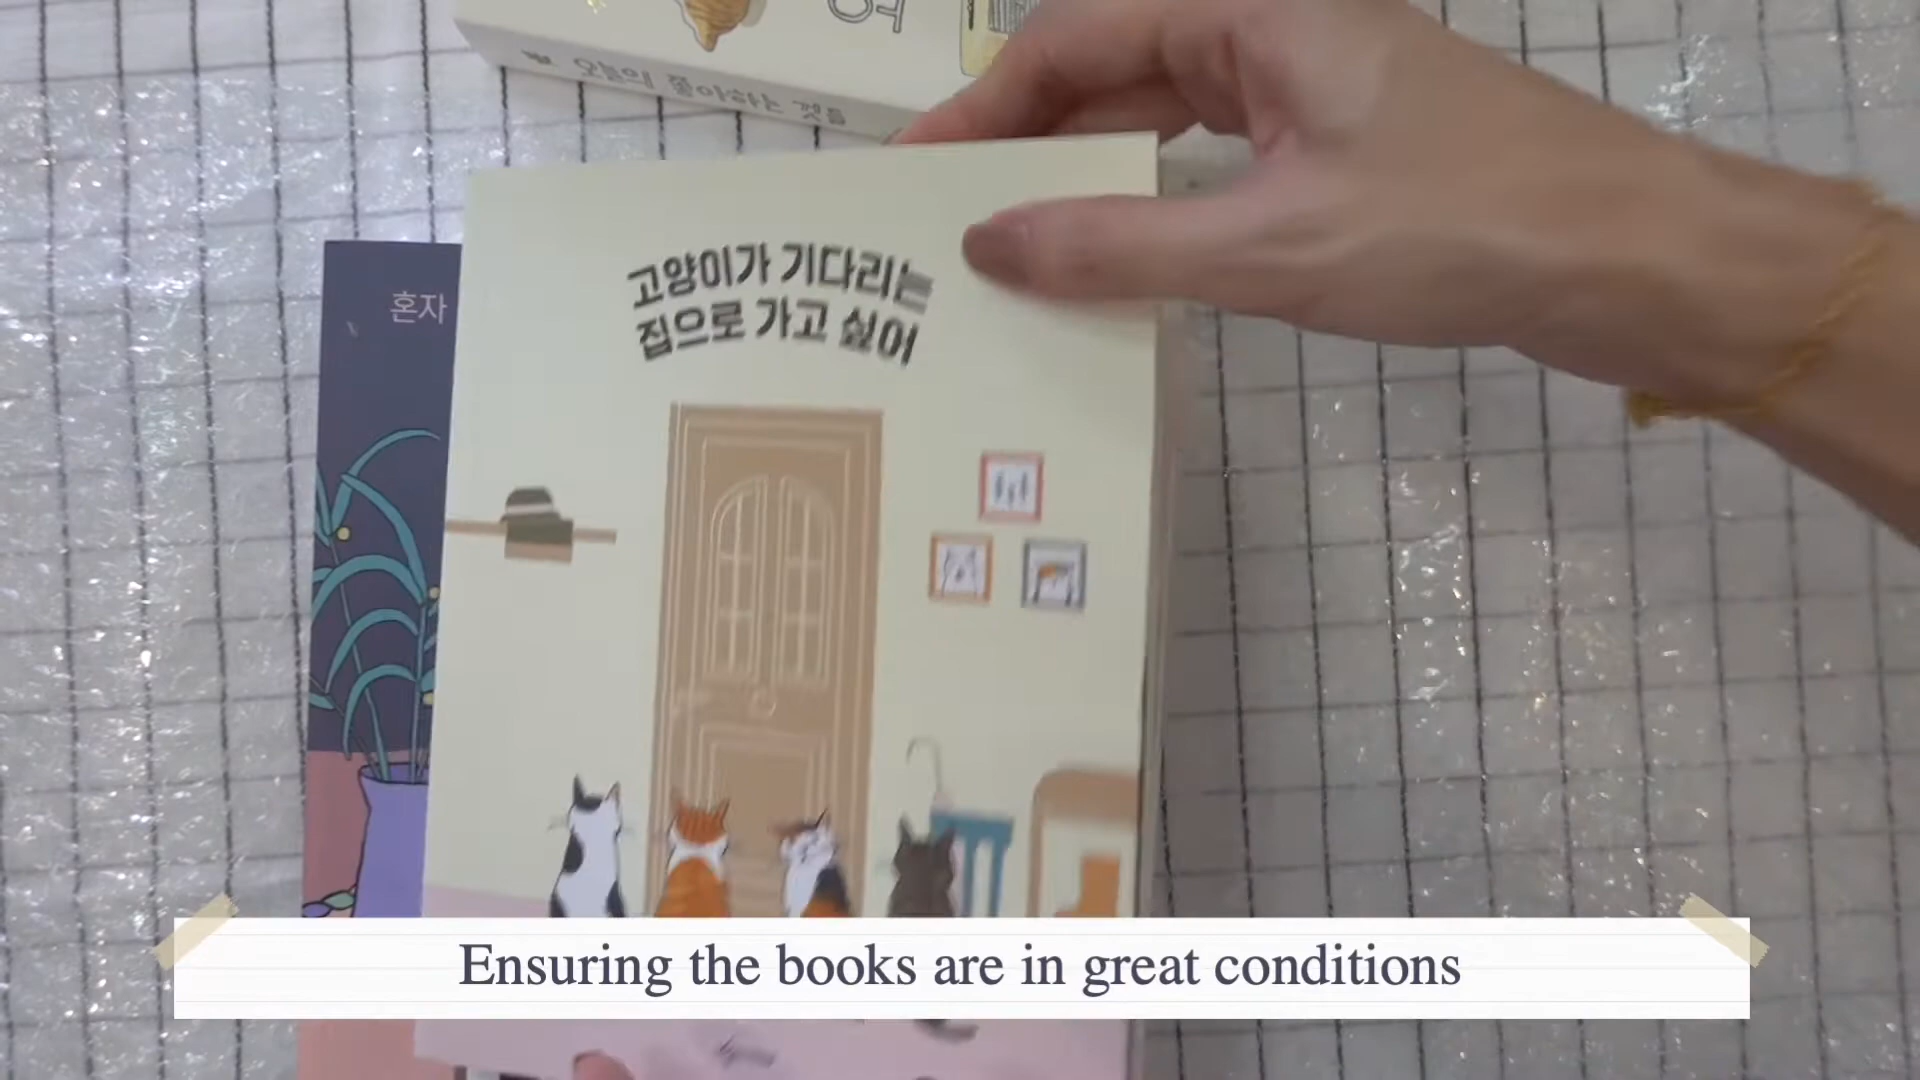 어
오늘의 좋아하는 것들
혼자
고양이가 기다리는
집으로 가고 싶어
Ensuring the books are in great conditions